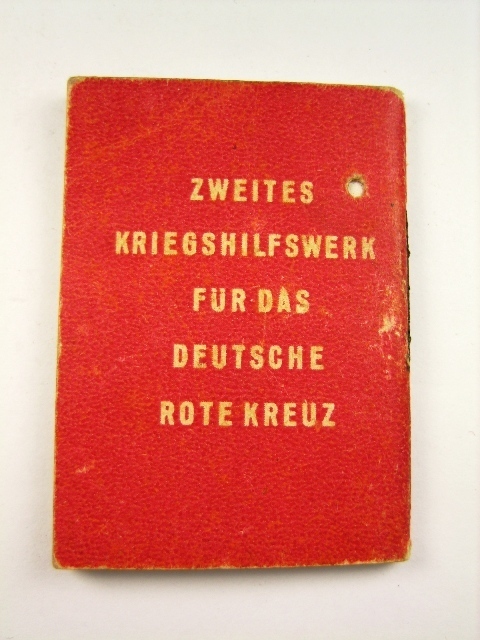 ZWEITES
KRIEGSHILFSWERK
FÜR DAS
DEUTSCHE
ROTE KREUZ